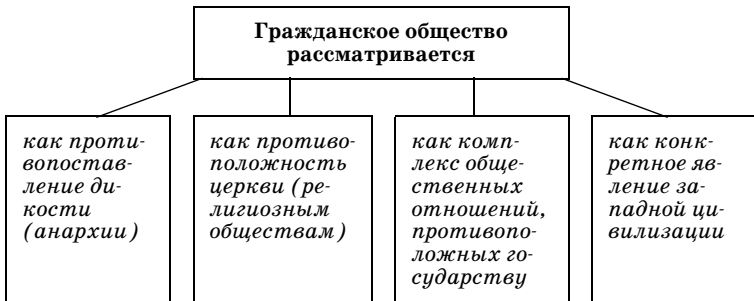 Гражданское общество
рассматривается
как проти-
вопостав-
ление ди-
кости
(анархии)
как противо-
положность
церкви (ре-
лигиозным
обществам)
как комп-
лекс обще-
ственных
отношений,
противопо-
ложных го-
сударству
как конк-
ретное яв-
ление за-
падной ци-
вилизации